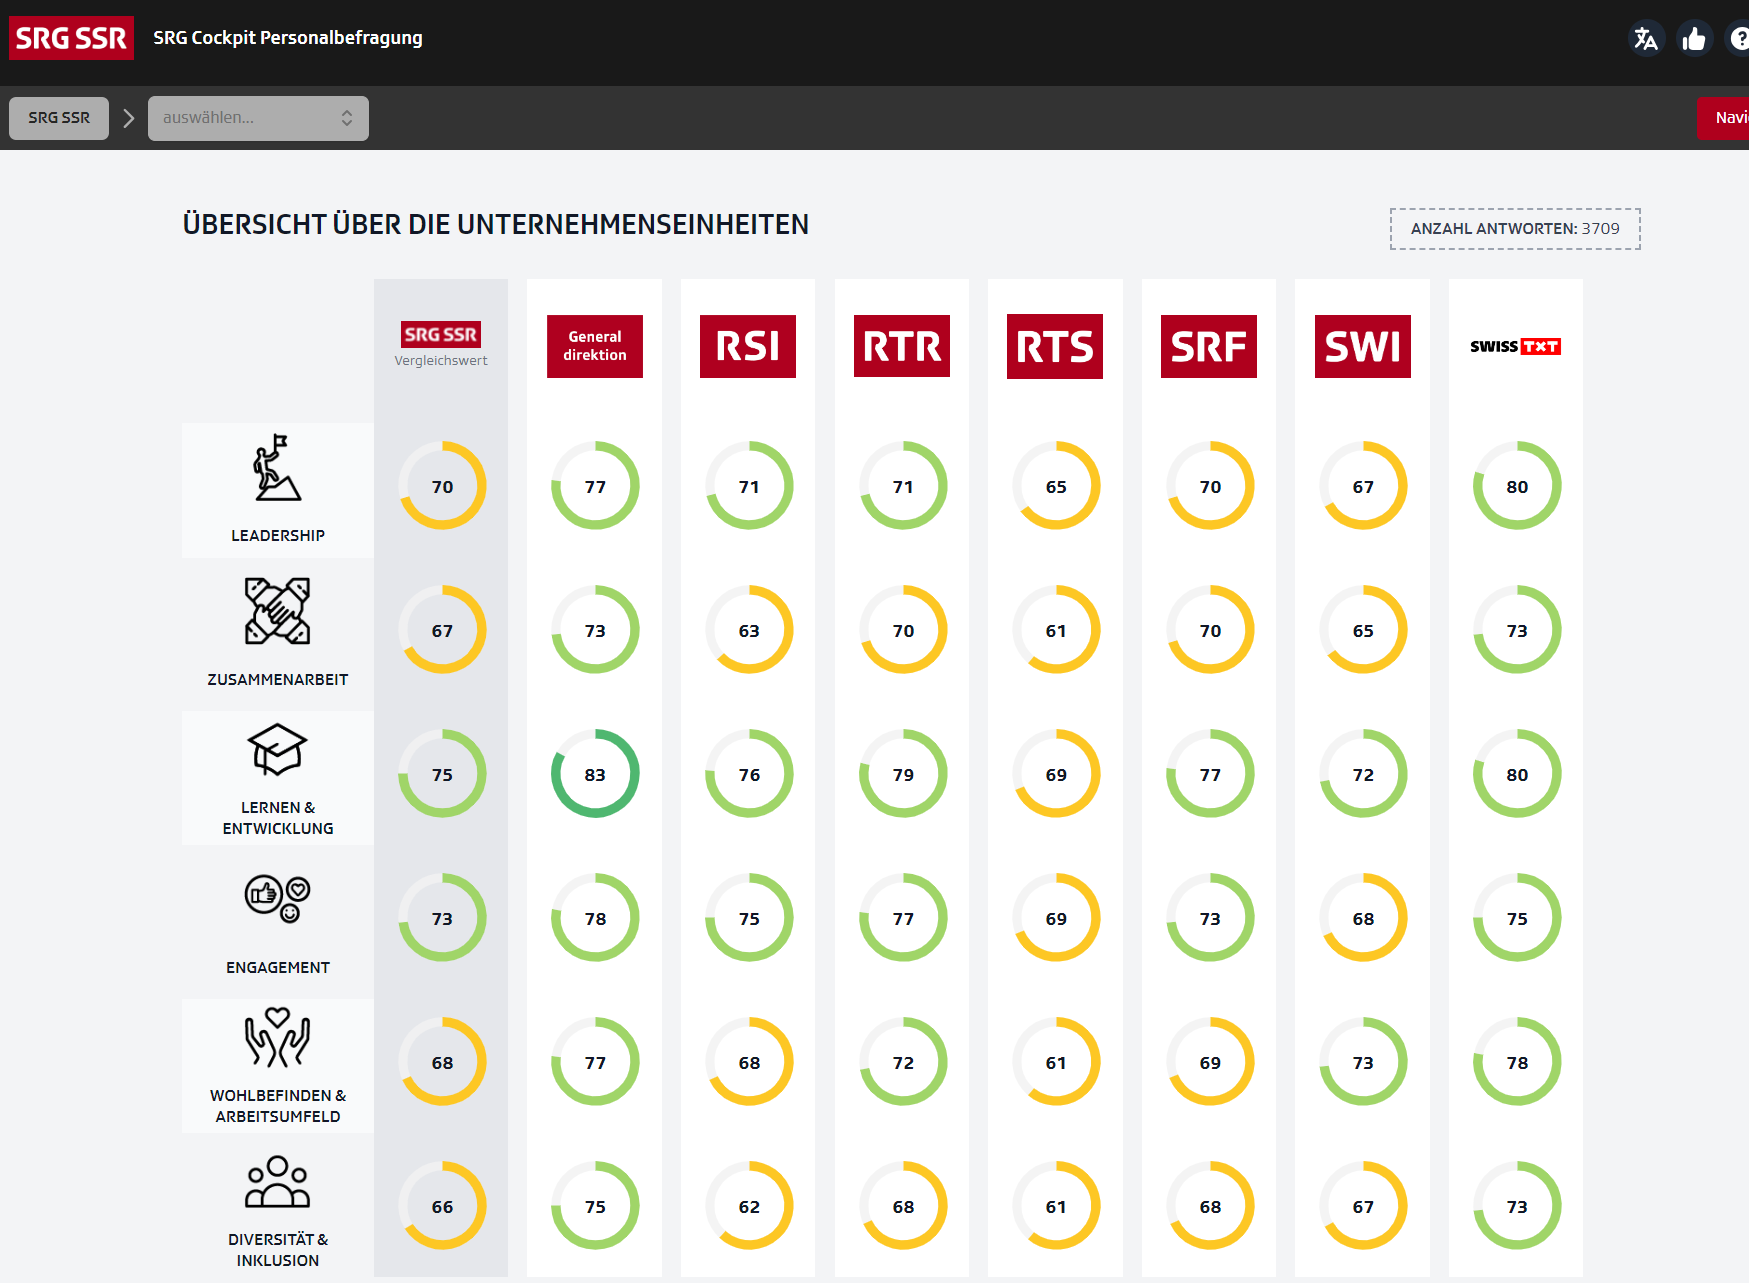 SRG SSR
SRG Cockpit Personalbefragung
SRG SSR
auswählen...
Navi
ÜBERSICHT ÜBER DIE UNTERNEHMENSEINHEITEN
ANZAHL ANTWORTEN: 3709
SRG SSR
Vergleichswert
General
direktion
RSI
RTR
RTS
SRF
SWI
SWISS TXT
LEADERSHIP
70 77 71 71 65 70 67 80
ZUSAMMENARBEIT
67 73 63 70 61 70 65 73
LERNEN &
ENTWICKLUNG
75 83 76 79 69 77 72 80
ENGAGEMENT
73 78 75 77 69 73 68 75
WOHLBEFINDEN &
ARBEITSUMFELD
68 77 68 72 61 69 73 78
DIVERSITÄT &
INKLUSION
66 75 62 68 61 68 67 73